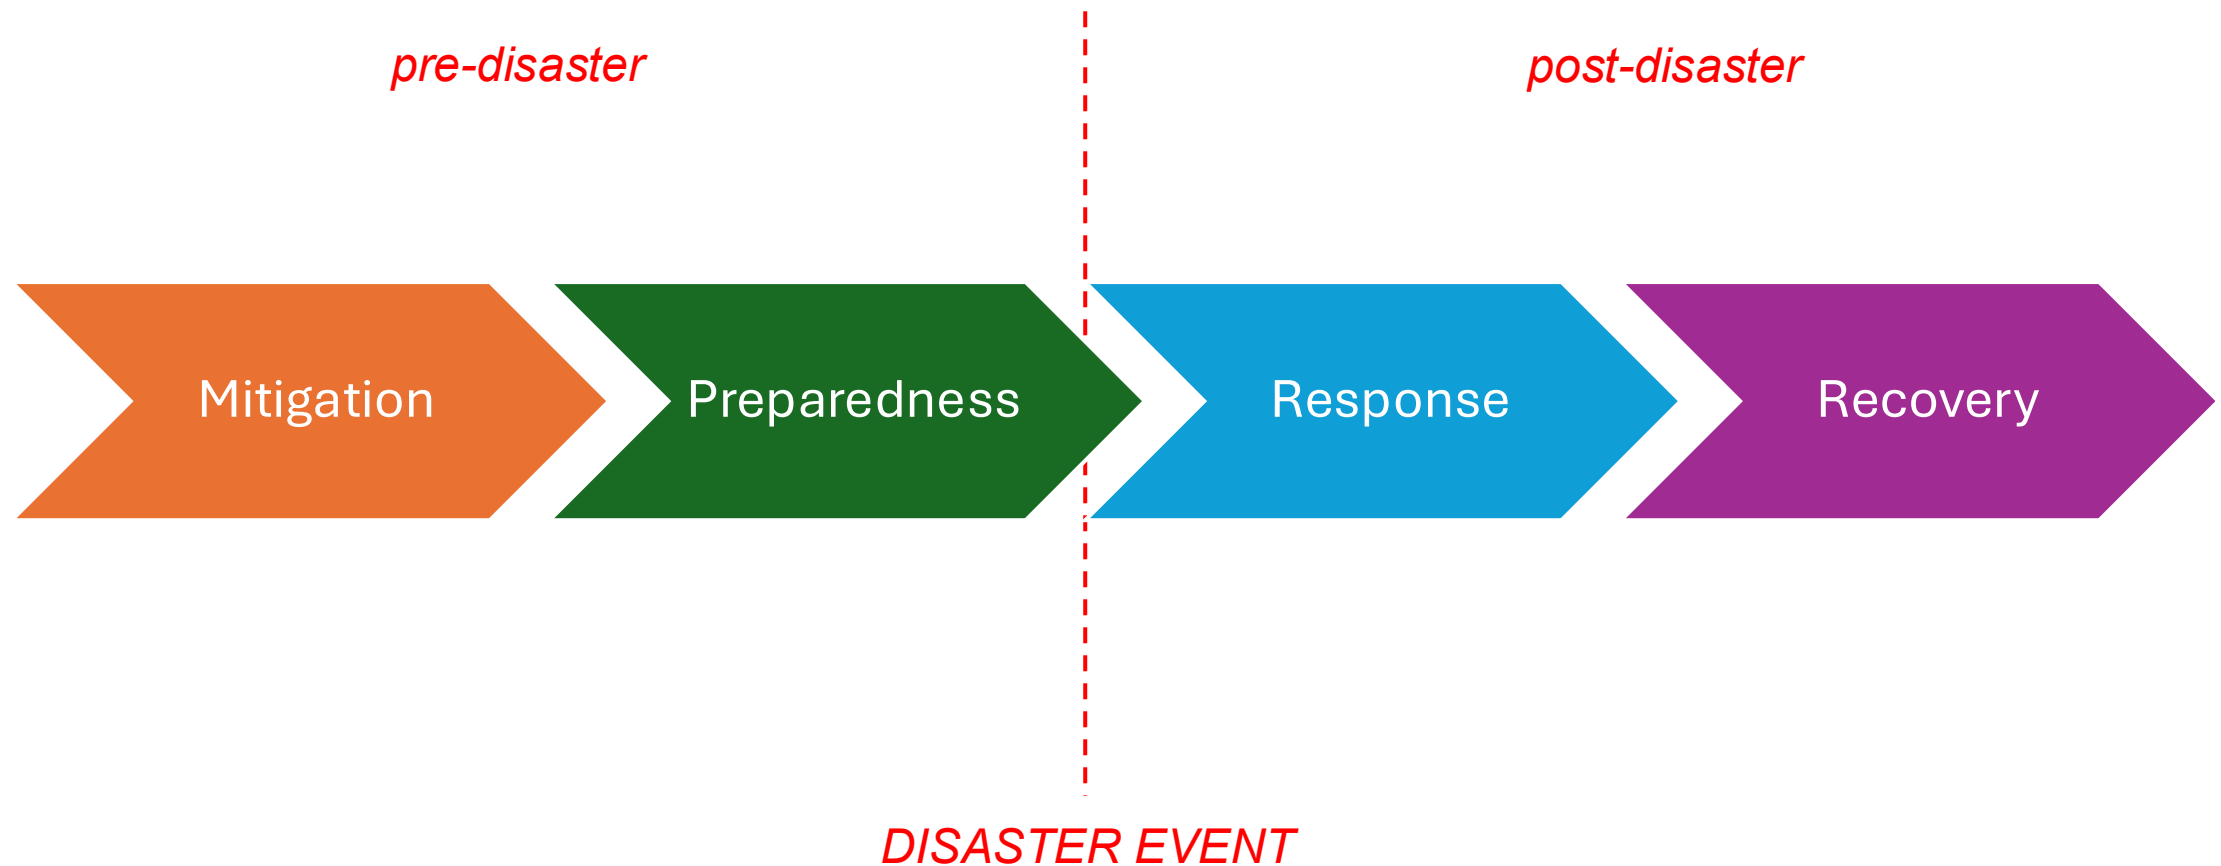 pre-disaster
post-disaster
Mitigation
Preparedness
Response
Recovery
DISASTER EVENT